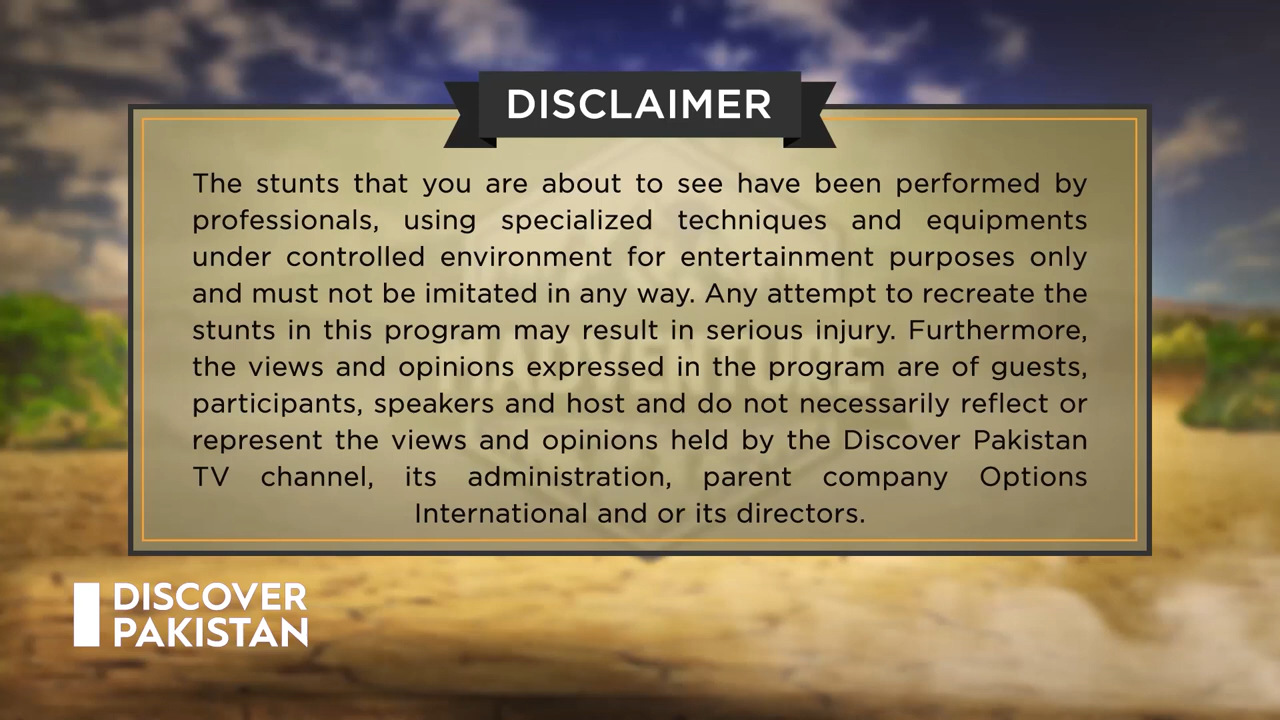 DISCLAIMER
The stunts that you are about to see have been performed by
professionals, using specialized techniques and equipments
under controlled environment for entertainment purposes only
and must not be imitated in any way. Any attempt to recreate the
stunts in this program may result in serious injury. Furthermore,
the views and opinions expressed in the program are of guests,
participants, speakers and host and do not necessarily reflect or
represent the views and opinions held by the Discover Pakistan
TV channel, its administration, parent company Options
International and or its directors.
DISCOVER
PAKISTAN